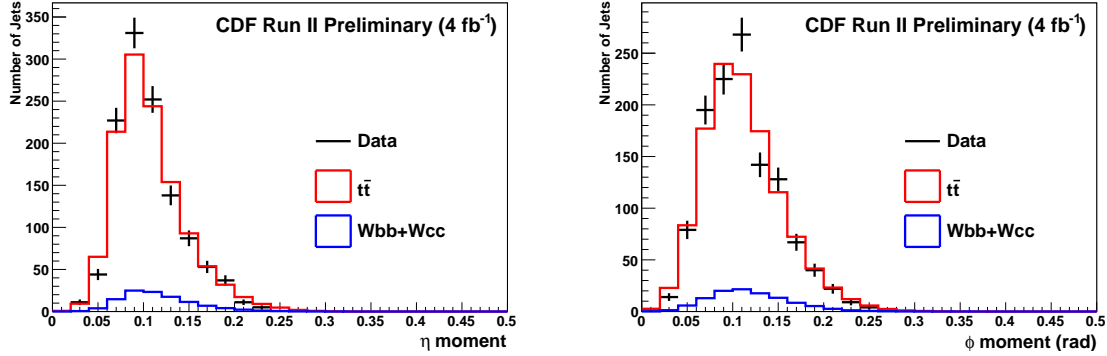 CDF Run II Preliminary (4 fb⁻¹)
Number of Jets
350
300
250
200
150
100
50
0
Data
tt̄
Wbb+Wcc
0 0.05 0.1 0.15 0.2 0.25 0.3 0.35 0.4 0.45 0.5
η moment
CDF Run II Preliminary (4 fb⁻¹)
Number of Jets
250
200
150
100
50
0
Data
tt̄
Wbb+Wcc
0 0.05 0.1 0.15 0.2 0.25 0.3 0.35 0.4 0.45 0.5
ϕ moment (rad)